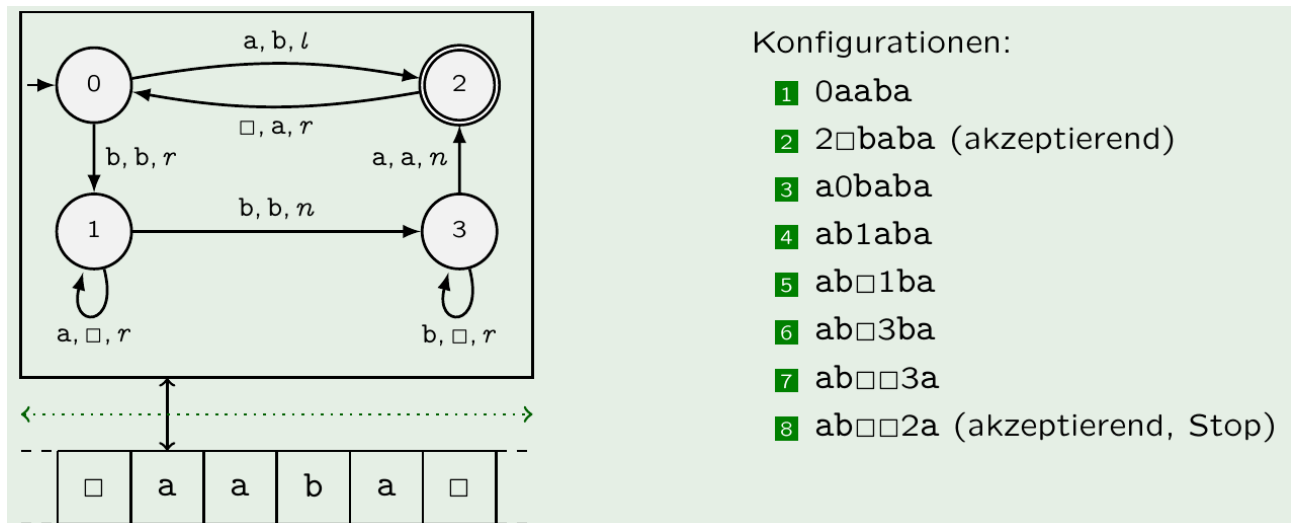 a, b, l
0
2
□, a, r
b, b, r
a, a, n
b, b, n
1
3
a, □, r
b, □, r
□ a a b a □
Konfigurationen:
1 0aaba
2 2□baba (akzeptierend)
3 a0baba
4 ab1aba
5 ab□1ba
6 ab□3ba
7 ab□□3a
8 ab□□2a (akzeptierend, Stop)